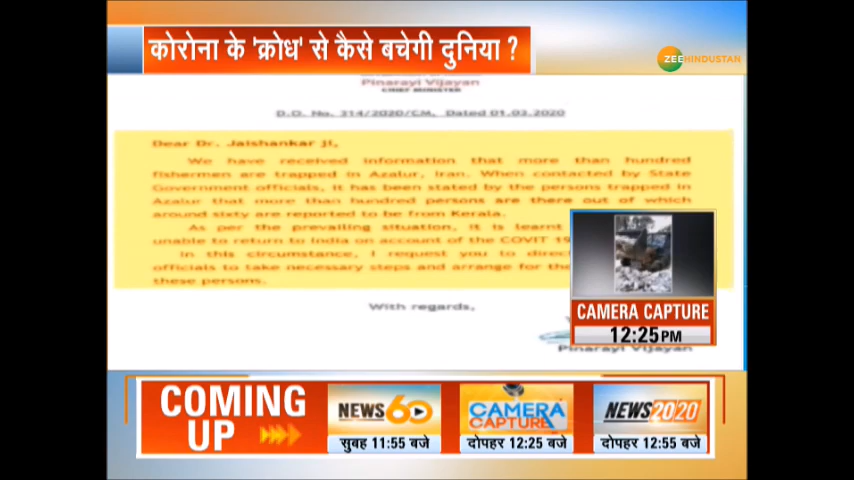 कोरोना के 'क्रोध' से कैसे बचेगी दुनिया ?
ZEE HINDUSTAN
Pinarayi Vijayan
CHIEF MINISTER
D.O. No. 314/2020/CM, Dated 01.03.2020
Dear Dr. Jaishankar ji,
We have received information that more than hundred
fishermen are trapped in Azalur, Iran. When contacted by State
Government officials, it has been stated by the persons trapped in
Azalur that more than hundred persons are there out of which
around sixty are reported to be from Kerala.
As per the prevailing situation, it is learnt
unable to return to India on account of the COVIT 19
In this circumstance, I request you to direc
officials to take necessary steps and arrange for the
these persons.
With regards,
Pinarayi Vijayan
CAMERA CAPTURE
12:25 PM
COMING
UP
NEWS 60
सुबह 11:55 बजे
CAMERA
CAPTURE
दोपहर 12:25 बजे
NEWS 2020
दोपहर 12:55 बजे